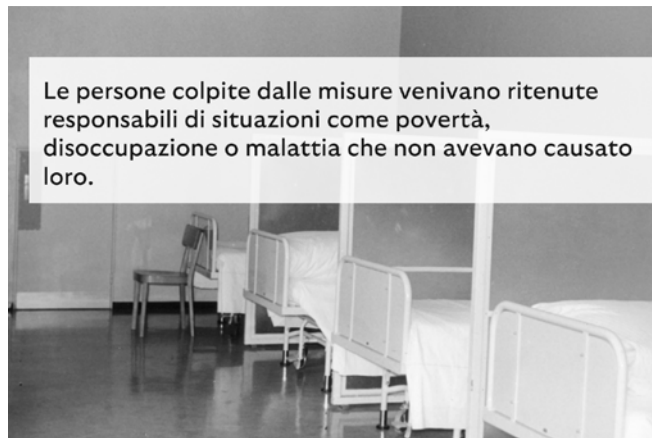 Le persone colpite dalle misure venivano ritenute
responsabili di situazioni come povertà,
disoccupazione o malattia che non avevano causato
loro.